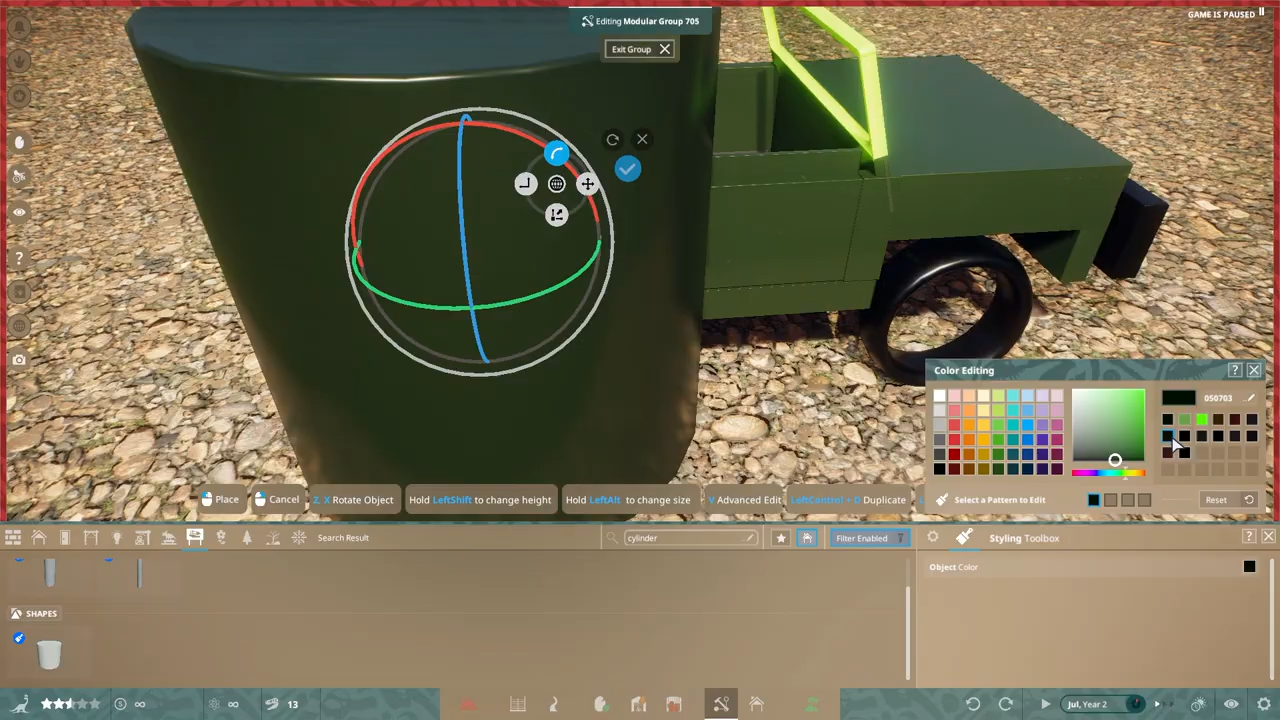 Editing Modular Group 705
GAME IS PAUSED
Exit Group
Color Editing
?
050703
Place
Cancel
Z, X Rotate Object
Hold LeftShift to change height
Hold LeftAlt to change size
V Advanced Edit
LeftControl + D Duplicate
Select a Pattern to Edit
Reset
Search Result
cylinder
Filter Enabled
Styling Toolbox
?
Object Color
SHAPES
∞
∞
13
Jul, Year 2